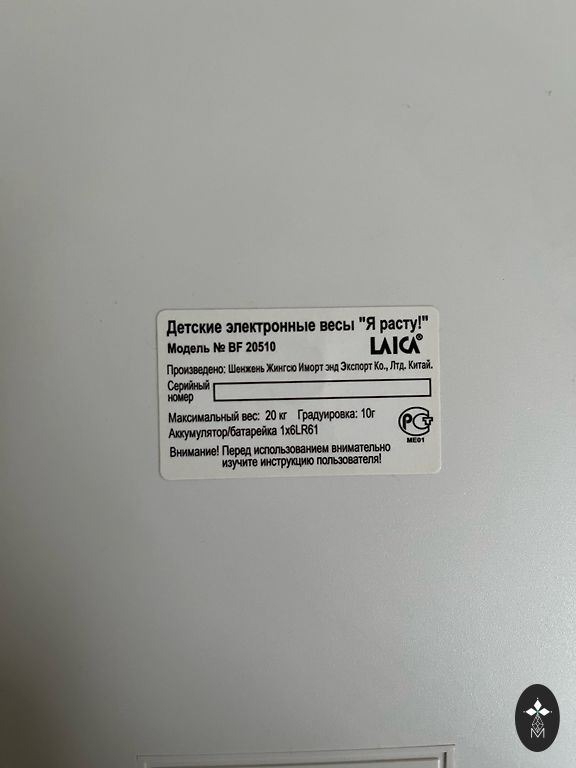 Детские электронные весы "Я расту!"
Модель № BF 20510 LAICA®
Произведено: Шенжень Жингсю Иморт энд Экспорт Ко., Лтд. Китай.
Серийный
номер
Максимальный вес: 20 кг Градуировка: 10г
Аккумулятор/батарейка 1x6LR61
РСТ
ME01
Внимание! Перед использованием внимательно
изучите инструкцию пользователя!
M